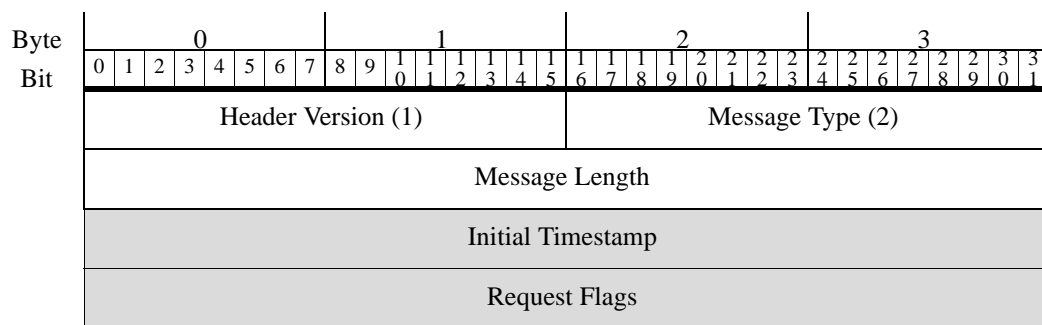 Byte 0 1 2 3
Bit 0 1 2 3 4 5 6 7 8 9 10 11 12 13 14 15 16 17 18 19 20 21 22 23 24 25 26 27 28 29 30 31
Header Version (1) Message Type (2)
Message Length
Initial Timestamp
Request Flags